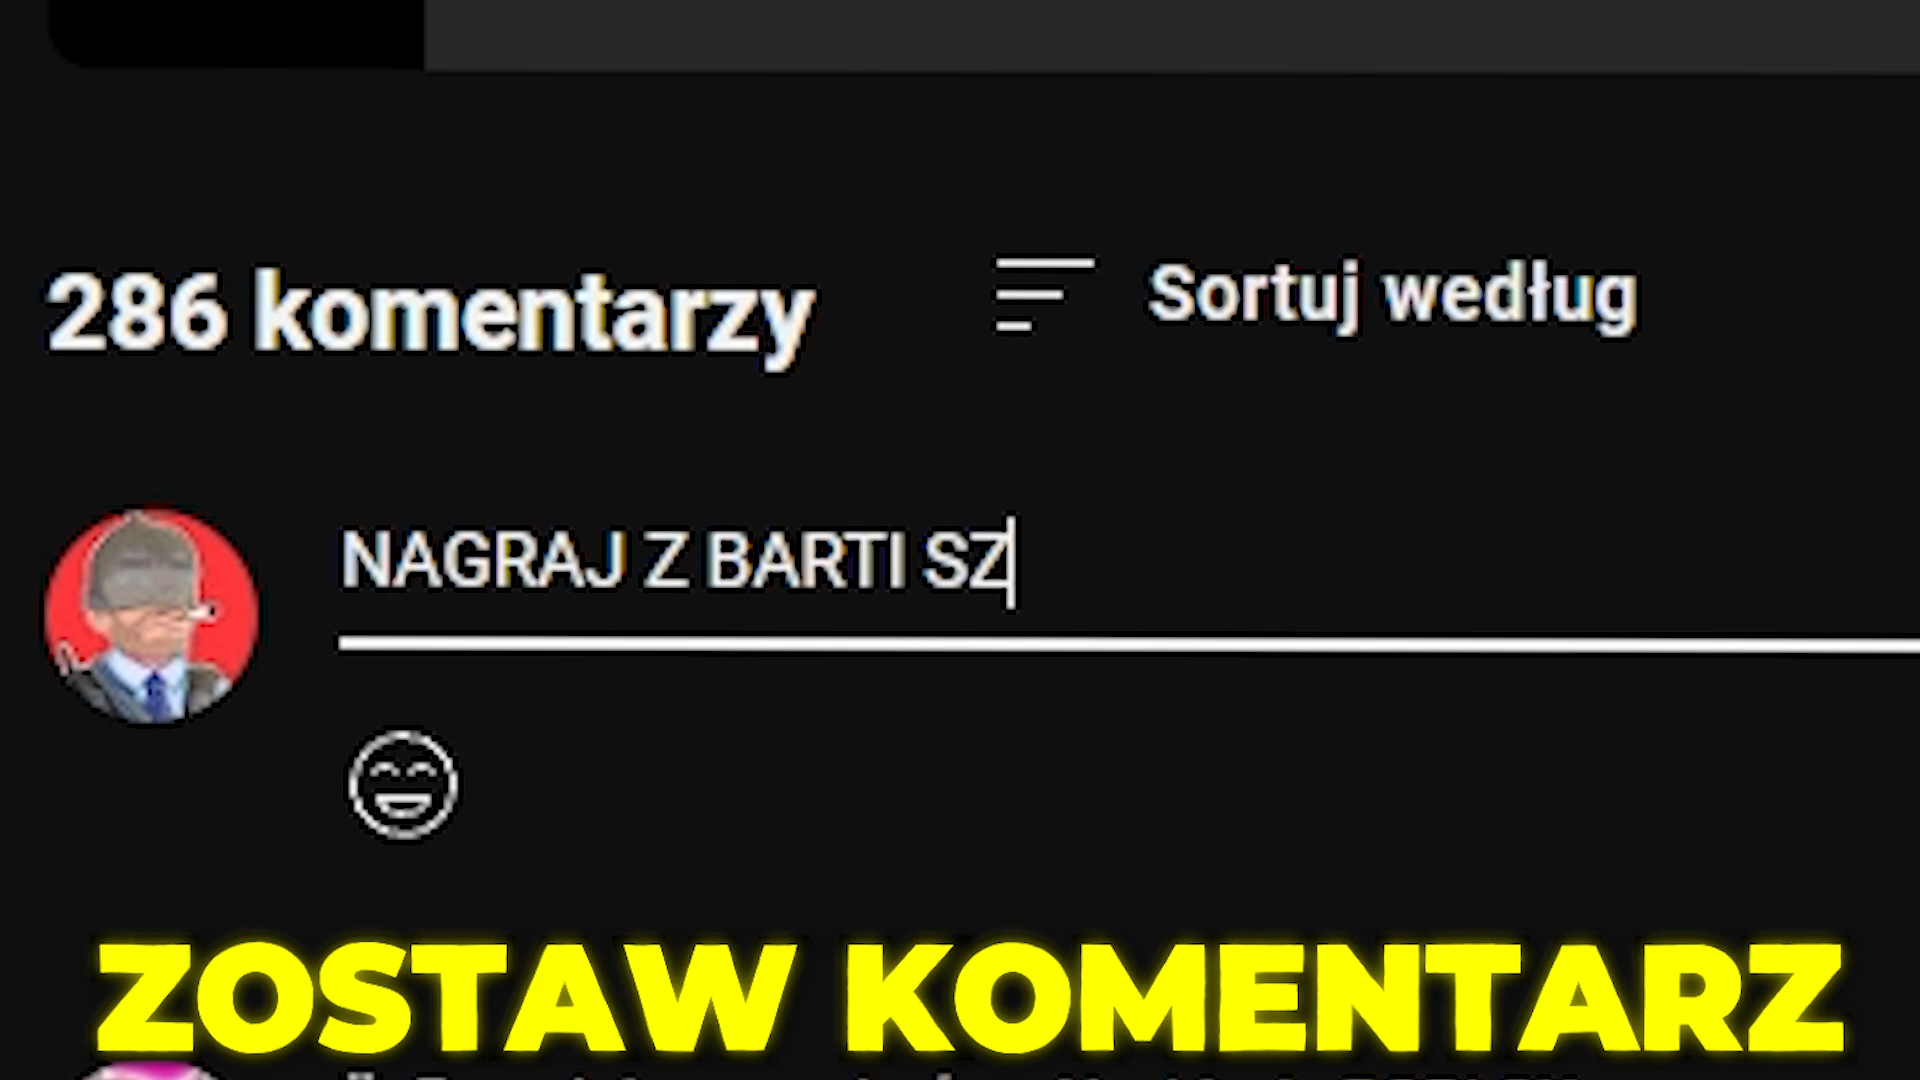 286 komentarzy
Sortuj według
NAGRAJ Z BARTI SZ
ZOSTAW KOMENTARZ